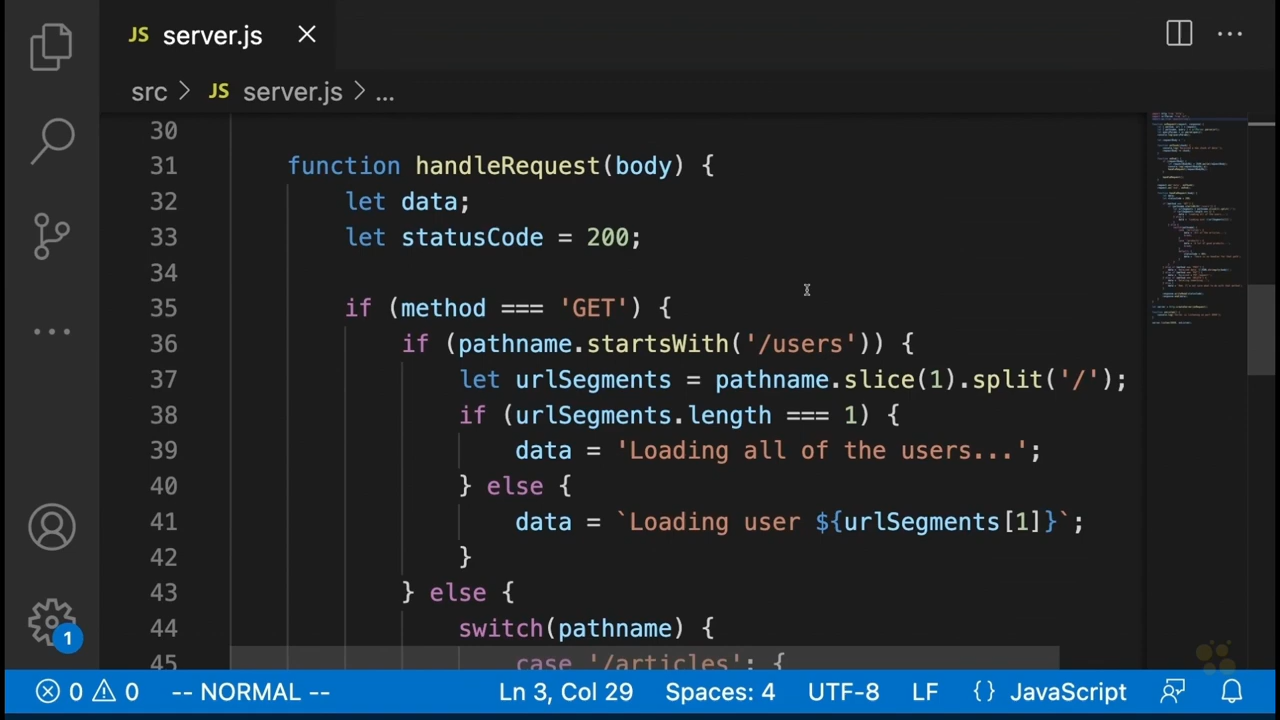 JS server.js
src > JS server.js > ...
30
31 function handleRequest(body) {
32 let data;
33 let statusCode = 200;
34
35 if (method === 'GET') {
36 if (pathname.startsWith('/users')) {
37 let urlSegments = pathname.slice(1).split('/');
38 if (urlSegments.length === 1) {
39 data = 'Loading all of the users...';
40 } else {
41 data = `Loading user ${urlSegments[1]}`;
42 }
43 } else {
44 switch(pathname) {
45 case '/articles': {
1
0 0 -- NORMAL -- Ln 3, Col 29 Spaces: 4 UTF-8 LF {} JavaScript